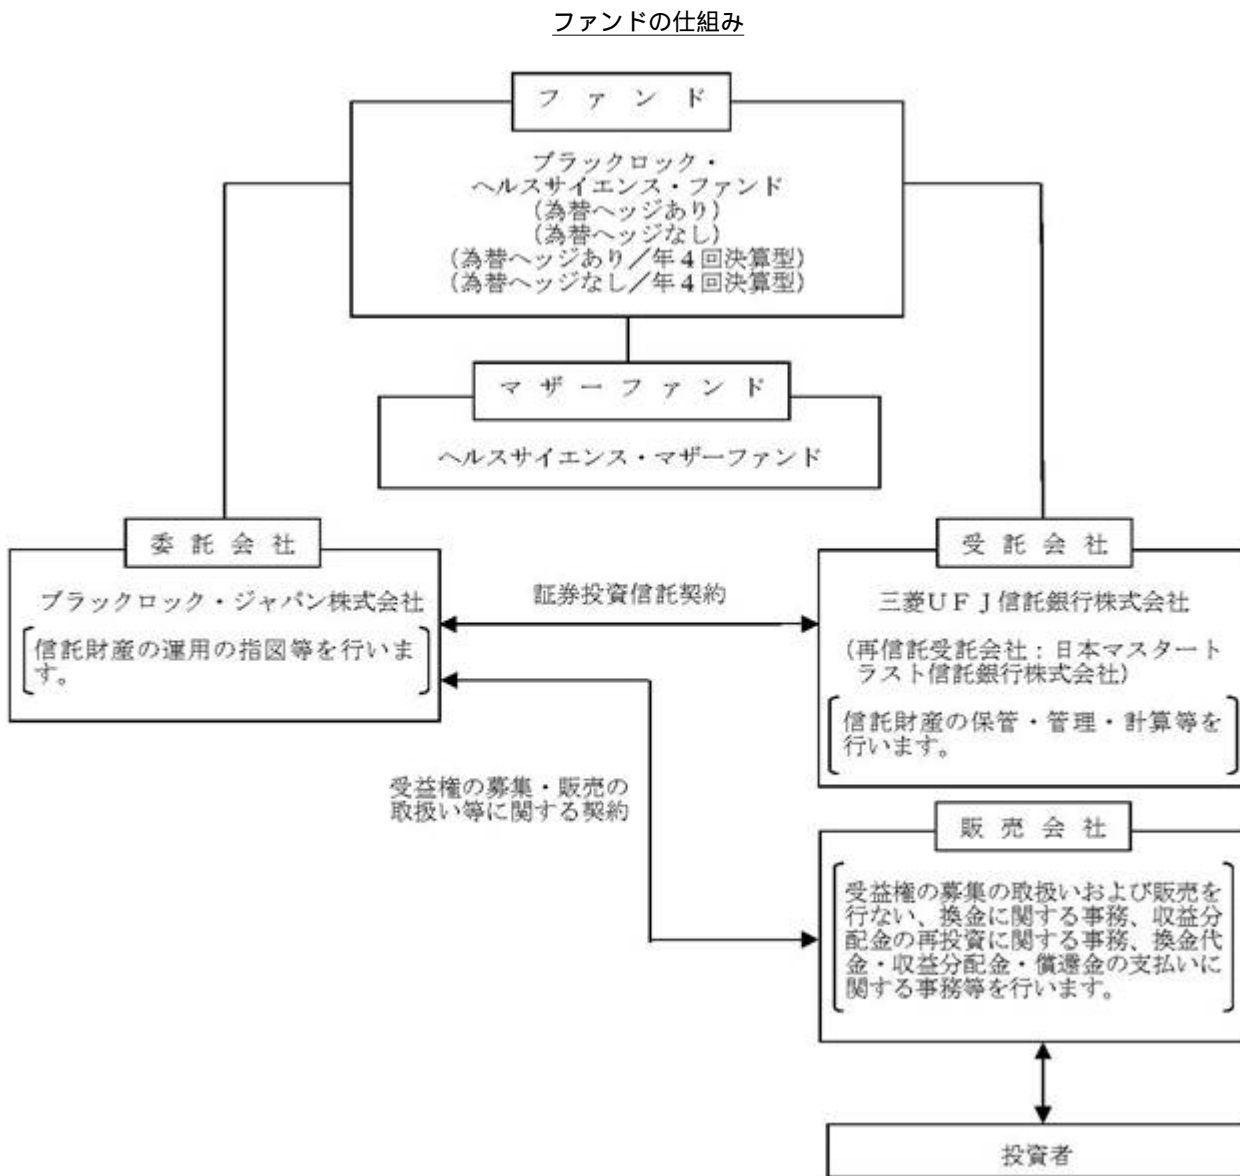 ファンドの仕組み
ファンド
ブラックロック・
ヘルスサイエンス・ファンド
(為替ヘッジあり)
(為替ヘッジなし)
(為替ヘッジあり／年４回決算型)
(為替ヘッジなし／年４回決算型)
マザーファンド
ヘルスサイエンス・マザーファンド
委託会社
ブラックロック・ジャパン株式会社
信託財産の運用の指図等を行いま
す。
証券投資信託契約
受託会社
三菱ＵＦＪ信託銀行株式会社
(再信託受託会社：日本マスタート
ラスト信託銀行株式会社)
信託財産の保管・管理・計算等を
行います。
受益権の募集・販売の
取扱い等に関する契約
販売会社
受益権の募集の取扱いおよび販売を
行ない、換金に関する事務、収益分
配金の再投資に関する事務、換金代
金・収益分配金・償還金の支払いに
関する事務等を行います。
投資者